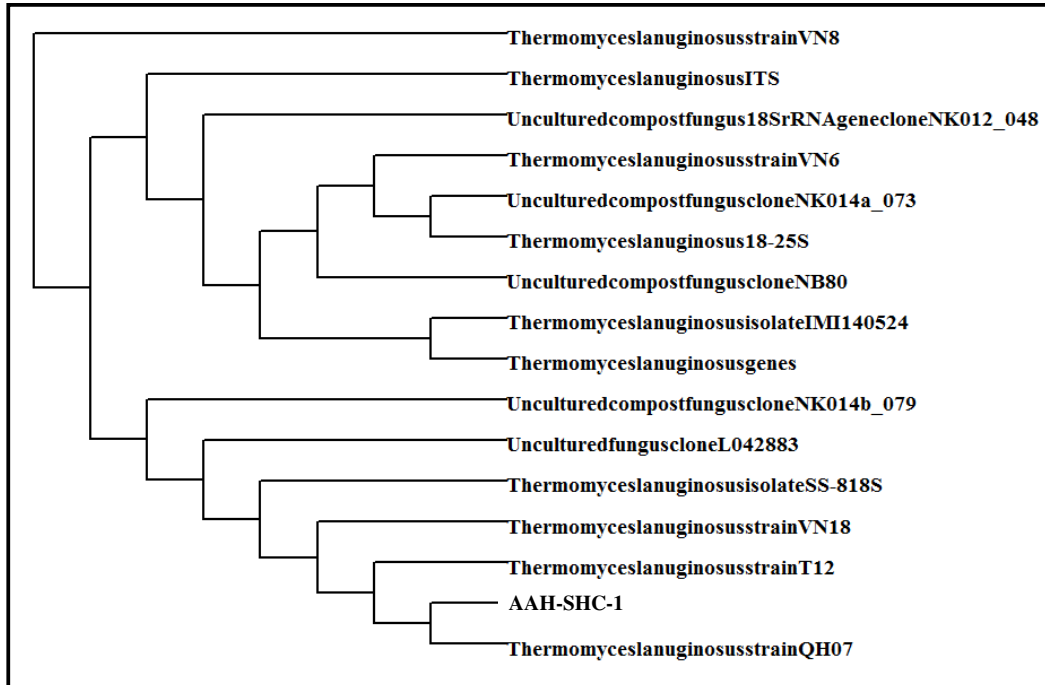 ThermomyceslanuginosusstrainVN8
ThermomyceslanuginosusITS
Unculturedcompostfungus18SrRNAgenecloneNK012_048
ThermomyceslanuginosusstrainVN6
UnculturedcompostfungusCloneNK014a_073
Thermomyceslanuginosus18-25S
UnculturedcompostfunguscloneNB80
ThermomyceslanuginosusisolateIMI140524
Thermomyceslanuginosusgenes
UnculturedcompostfunguscloneNK014b_079
UnculturedfunguscloneL042883
ThermomyceslanuginosusisolateSS-818S
ThermomyceslanuginosusstrainVN18
ThermomyceslanuginosusstrainT12
AAH-SHC-1
ThermomyceslanuginosusstrainQH07